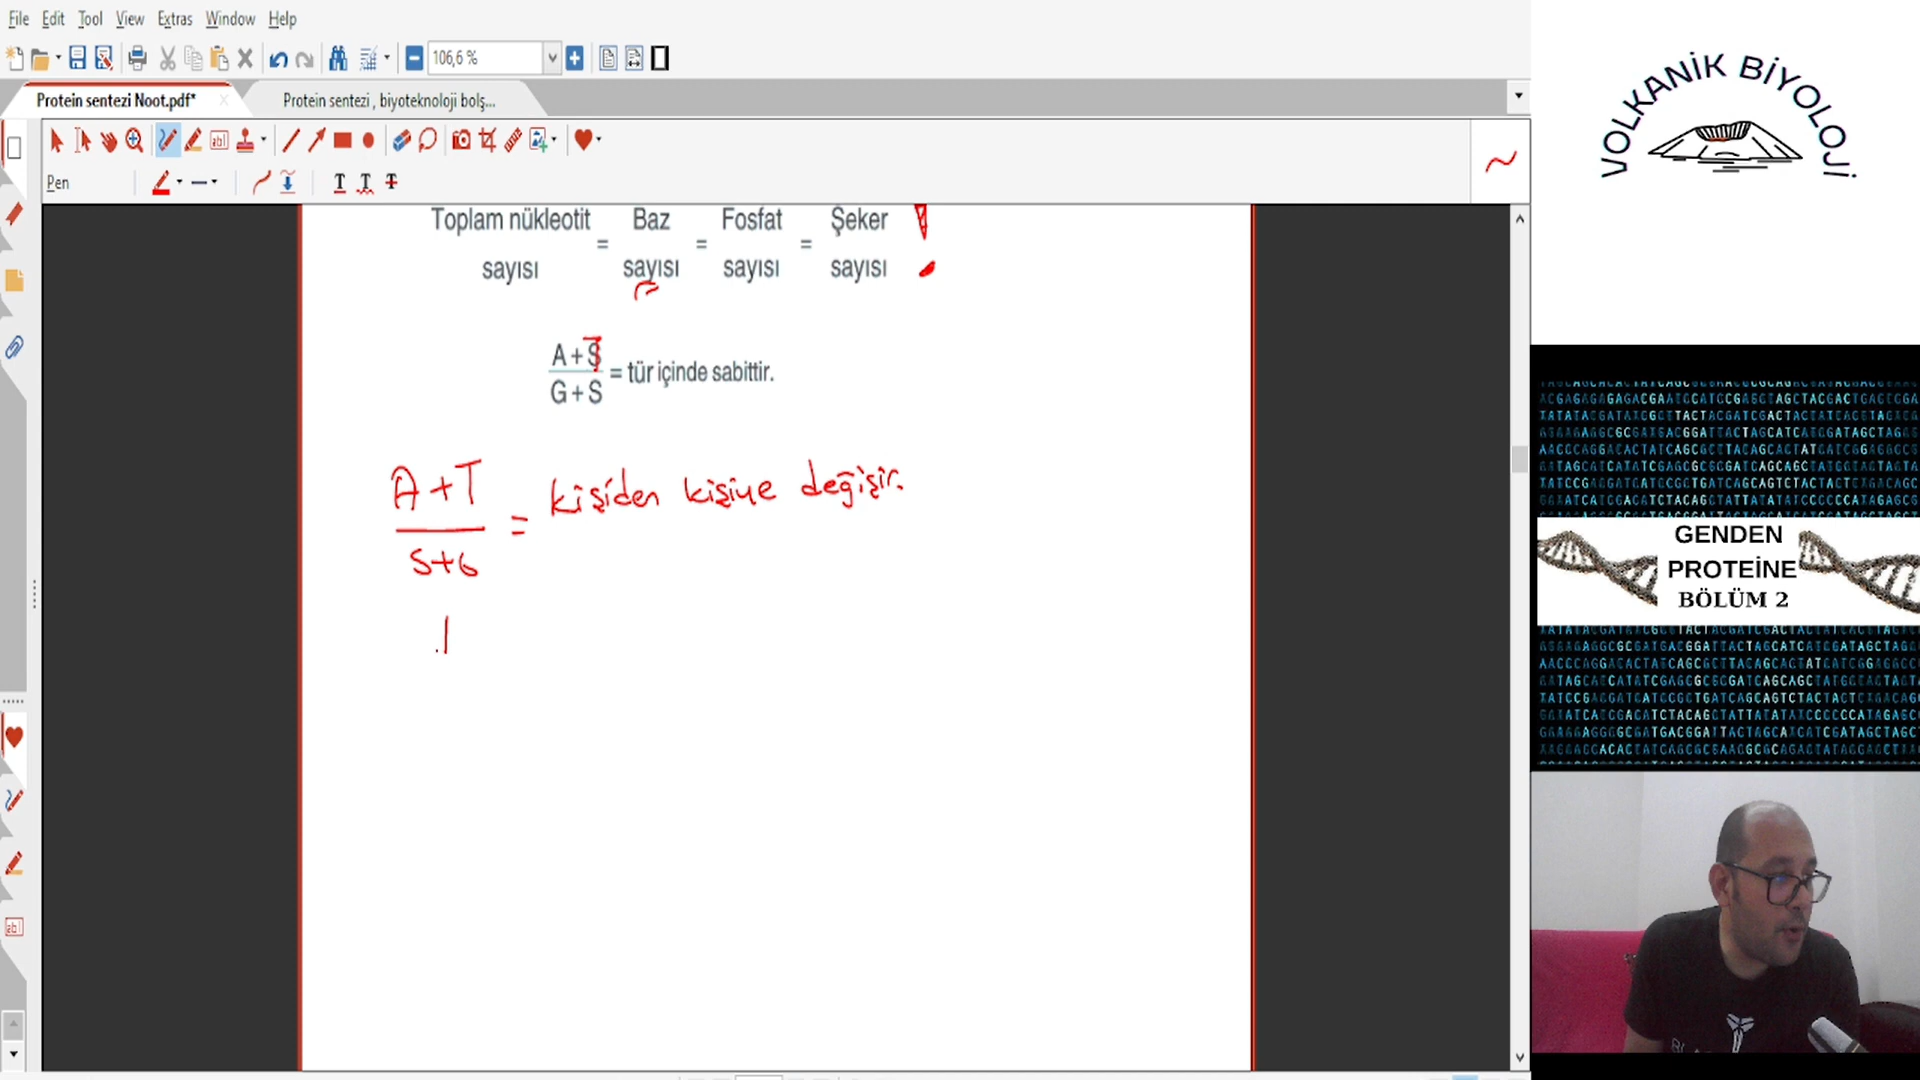 File Edit Tool View Extras Window Help
106,6 %
Protein sentezi Noot.pdf* Protein sentezi , biyoteknoloji bolş...
Pen
Toplam nükleotit sayısı = Baz sayısı = Fosfat sayısı = Şeker sayısı
A + T
G + S
= tür içinde sabittir.
A + T
S + G
= kişiden kişiye değişir.
VOLKANİK BİYOLOJİ
GENDEN
PROTEİNE
BÖLÜM 2